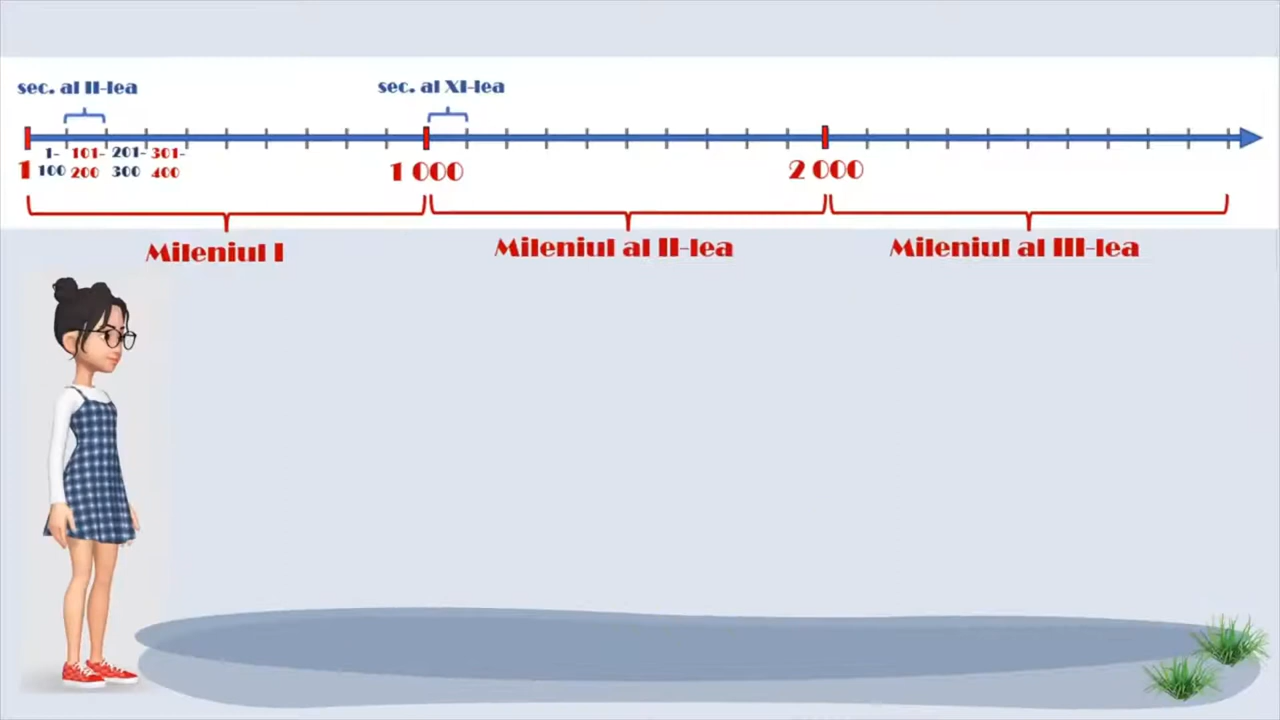 sec. al II-lea
sec. al XI-lea
1- 101- 201- 301-
1 100 200 300 400
1 000
2 000
Mileniul I
Mileniul al II-lea
Mileniul al III-lea